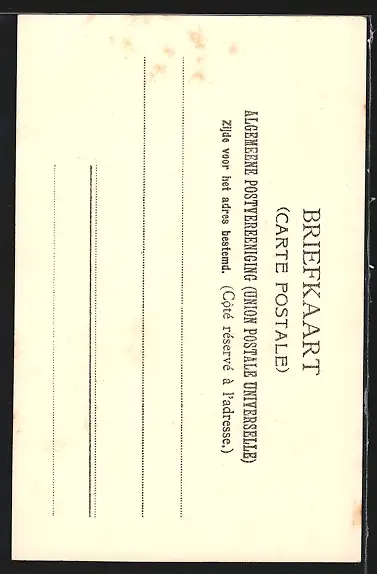 BRIEFKAART
(CARTE POSTALE)
ALGEMEENE POSTVEREENIGING (UNION POSTALE UNIVERSELLE)
Zijde voor het adres bestemd. (Côté réservé à l'adresse.)